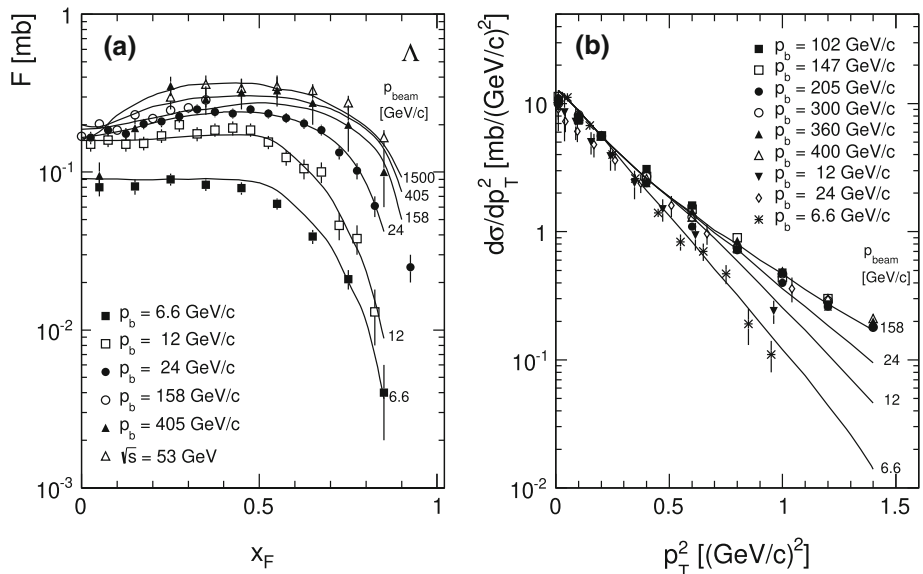 (a)
Λ
F [mb]
1
10⁻¹
10⁻²
10⁻³
p_beam
[GeV/c]
1500
405
158
24
12
6.6
p_b = 6.6 GeV/c
p_b = 12 GeV/c
p_b = 24 GeV/c
p_b = 158 GeV/c
p_b = 405 GeV/c
√s = 53 GeV
0 0.5 1
x_F
(b)
dσ/dp_T² [mb/(GeV/c)²]
10
1
10⁻¹
10⁻²
p_b = 102 GeV/c
p_b = 147 GeV/c
p_b = 205 GeV/c
p_b = 300 GeV/c
p_b = 360 GeV/c
p_b = 400 GeV/c
p_b = 12 GeV/c
p_b = 24 GeV/c
p_b = 6.6 GeV/c
p_beam
[GeV/c]
158
24
12
6.6
0 0.5 1 1.5
p_T² [(GeV/c)²]